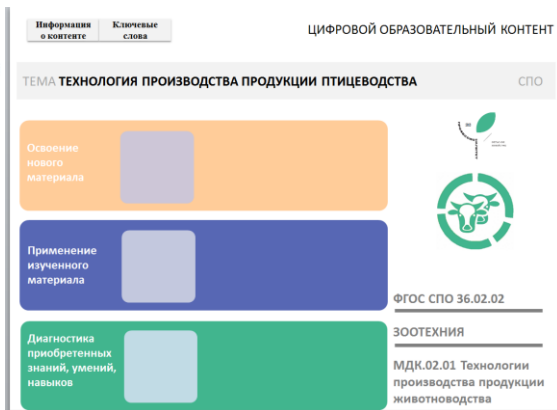 Информация
о контенте
Ключевые
слова
ЦИФРОВОЙ ОБРАЗОВАТЕЛЬНЫЙ КОНТЕНТ
ТЕМА ТЕХНОЛОГИЯ ПРОИЗВОДСТВА ПРОДУКЦИИ ПТИЦЕВОДСТВА
СПО
Освоение
нового
материала
Применение
изученного
материала
Диагностика
приобретенных
знаний, умений,
навыков
ФГОС СПО 36.02.02
ЗООТЕХНИЯ
МДК.02.01 Технологии
производства продукции
животноводства